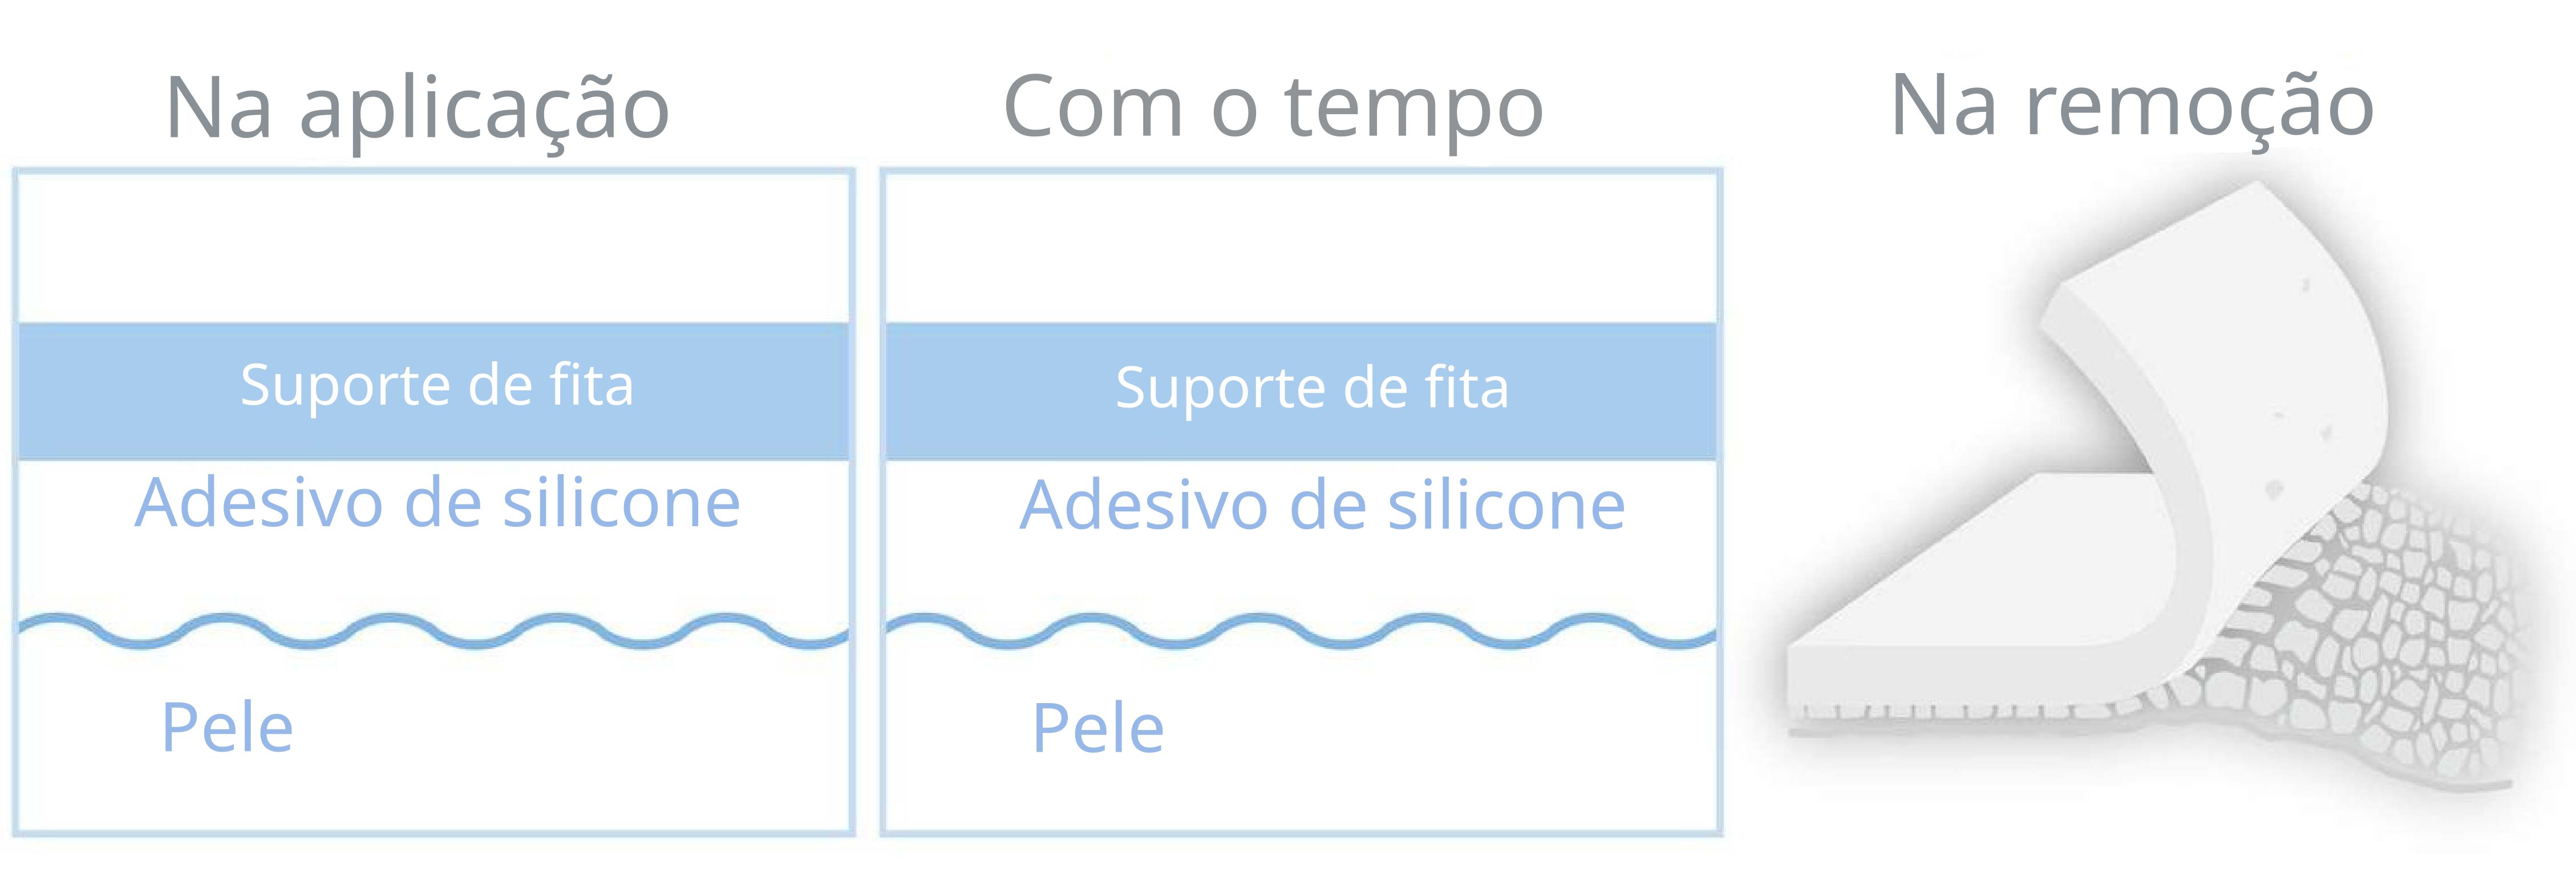 Na aplicação
Com o tempo
Na remoção
Suporte de fita
Adesivo de silicone
Pele
Suporte de fita
Adesivo de silicone
Pele